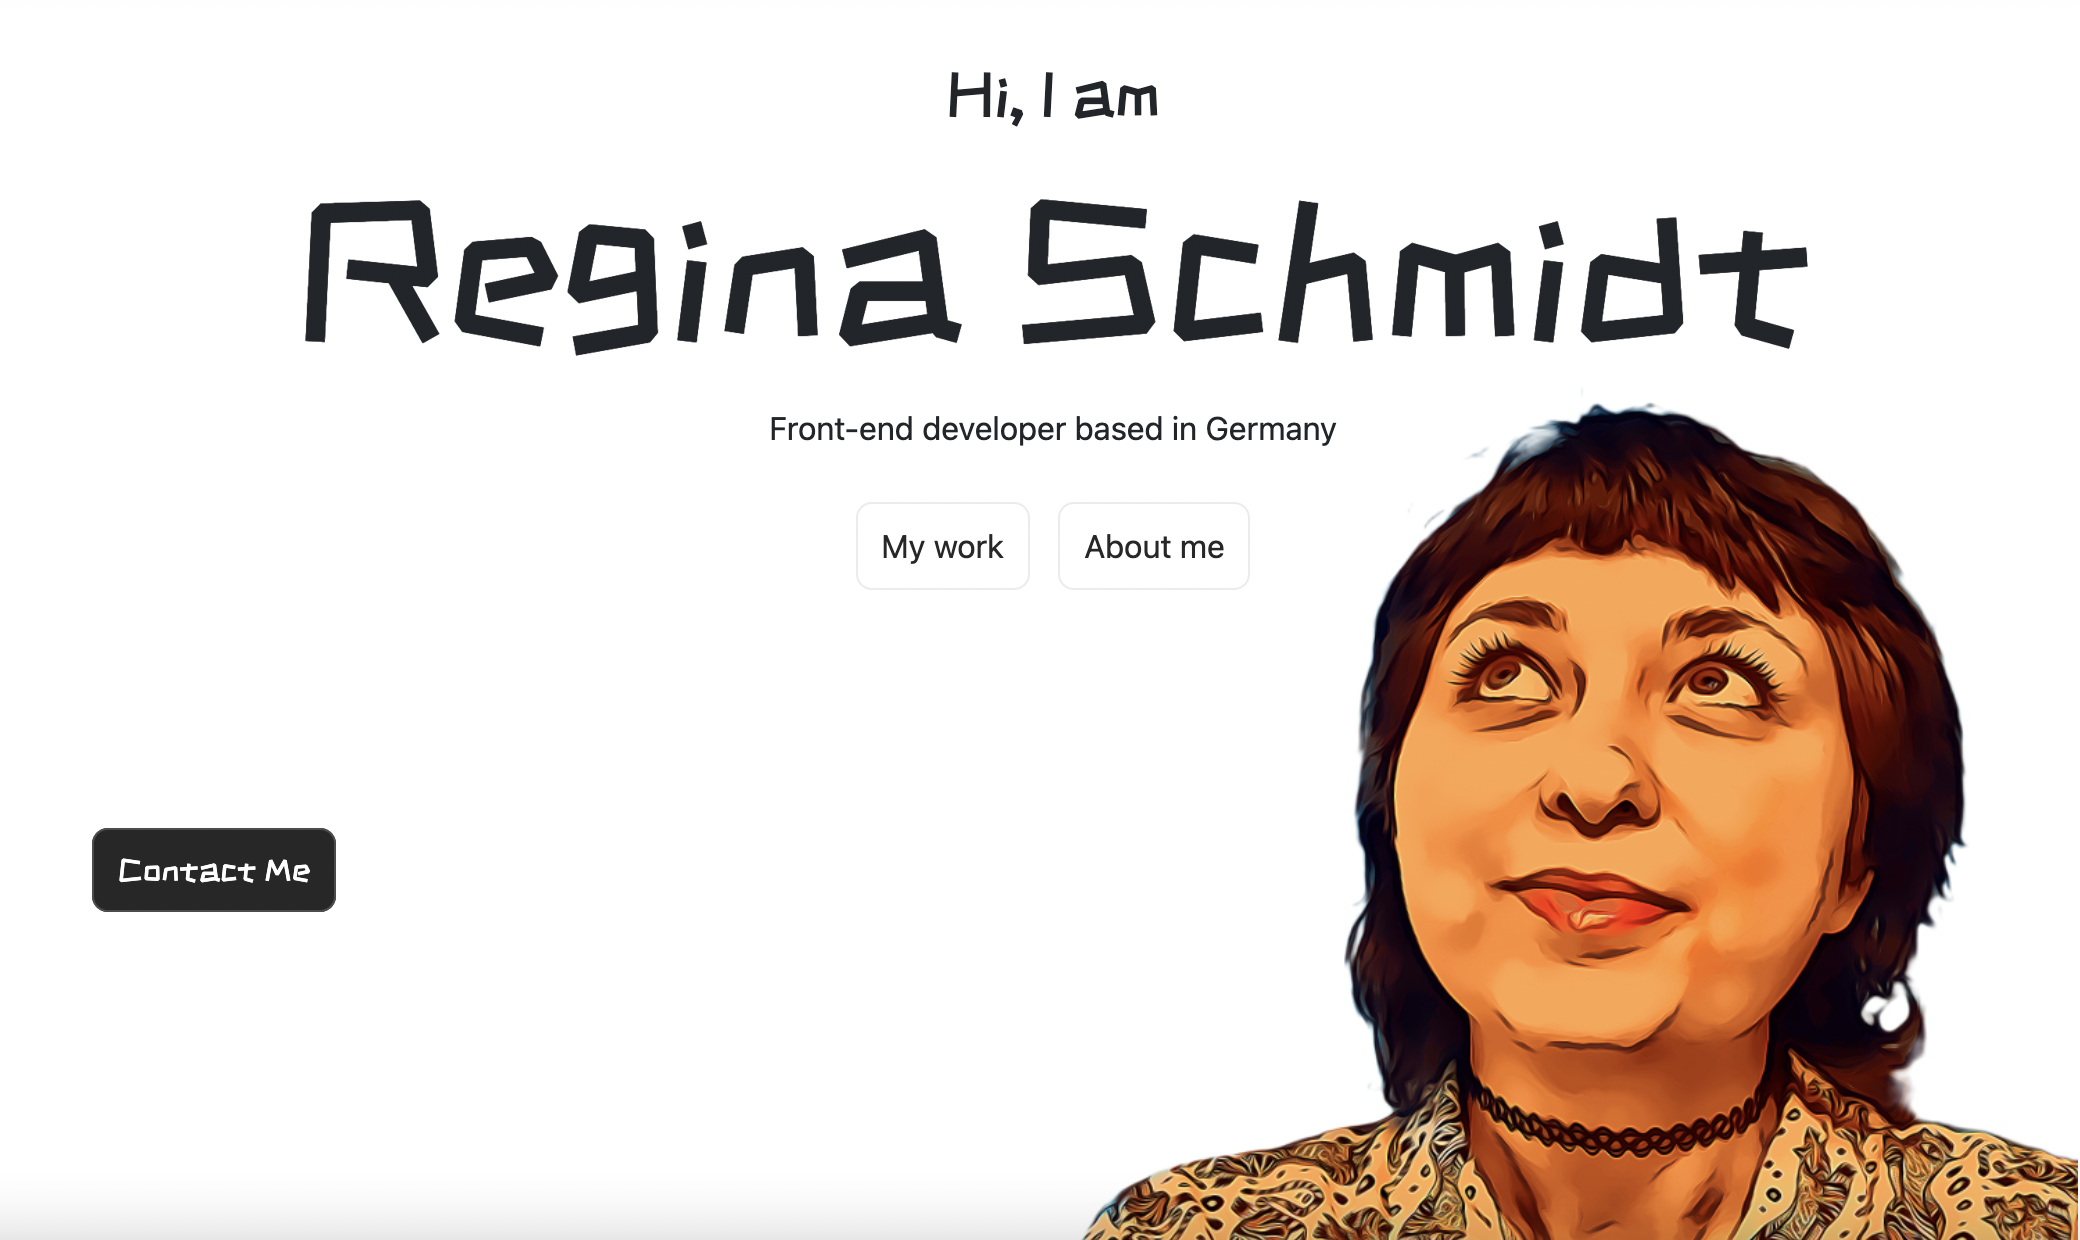 Hi, I am
Regina Schmidt
Front-end developer based in Germany
My work
About me
Contact Me